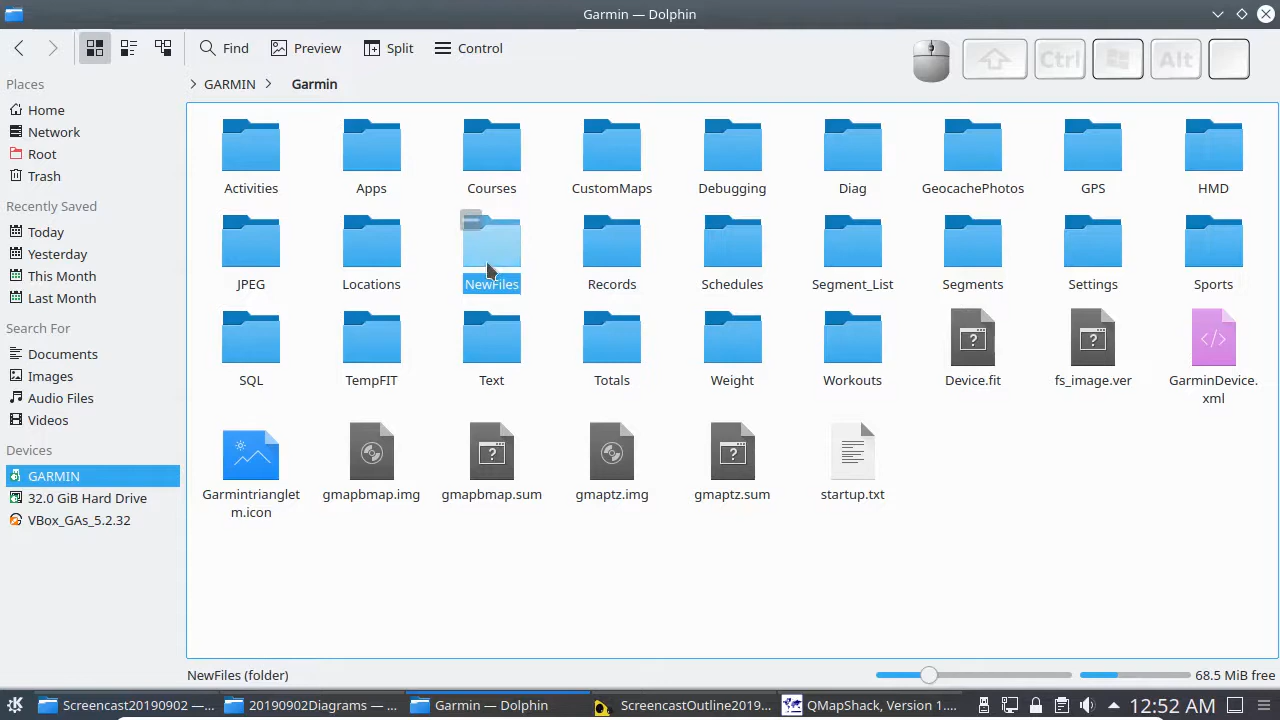 Garmin — Dolphin
Find
Preview
Split
Control
Ctrl
Alt
Places
GARMIN
Garmin
Home
Network
Root
Trash
Recently Saved
Today
Yesterday
This Month
Last Month
Search For
Documents
Images
Audio Files
Videos
Devices
GARMIN
32.0 GiB Hard Drive
VBox_GAs_5.2.32
Activities
Apps
Courses
CustomMaps
Debugging
Diag
GeocachePhotos
GPS
HMD
JPEG
Locations
NewFiles
Records
Schedules
Segment_List
Segments
Settings
Sports
SQL
TempFIT
Text
Totals
Weight
Workouts
Device.fit
fs_image.ver
GarminDevice.
xml
Garmintrianglet
m.icon
gmapbmap.img
gmapbmap.sum
gmaptz.img
gmaptz.sum
startup.txt
NewFiles (folder)
68.5 MiB free
Screencast20190902 —...
20190902Diagrams — ...
Garmin — Dolphin
ScreencastOutline2019...
QMapShack, Version 1....
12:52 AM